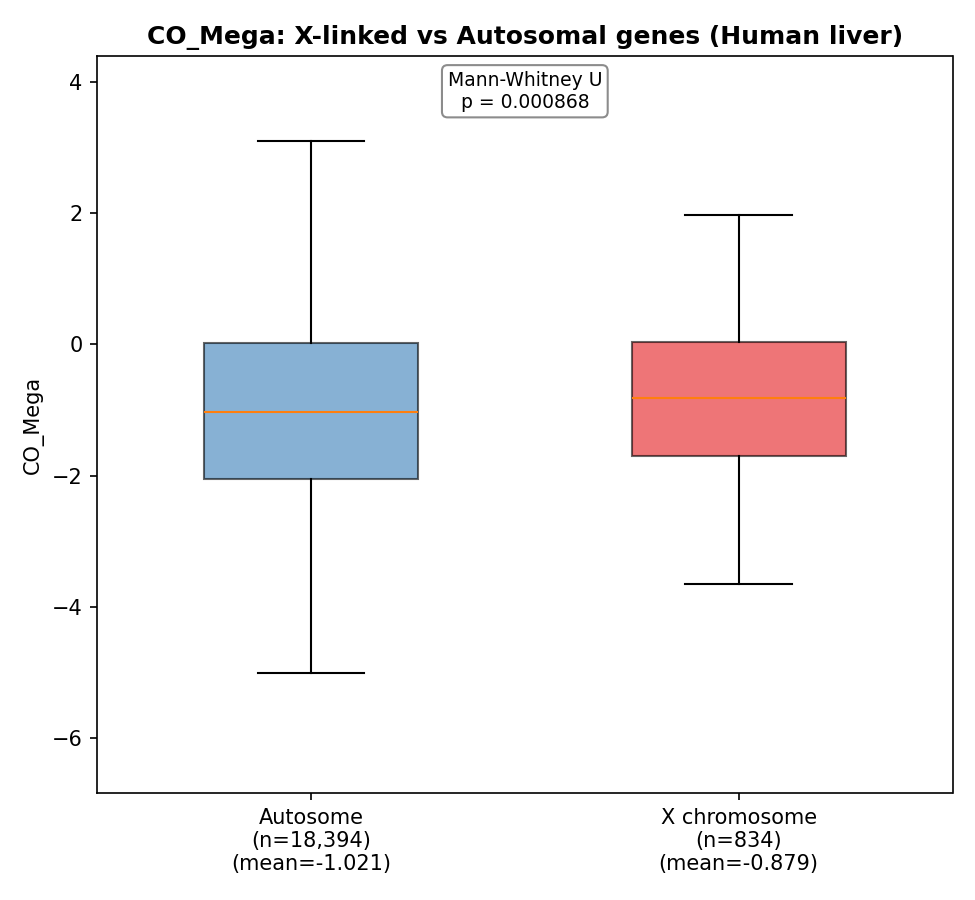 CO_Mega: X-linked vs Autosomal genes (Human liver)
Mann-Whitney U
p = 0.000868
4
2
0
−2
−4
−6
CO_Mega
Autosome
(n=18,394)
(mean=-1.021)
X chromosome
(n=834)
(mean=-0.879)